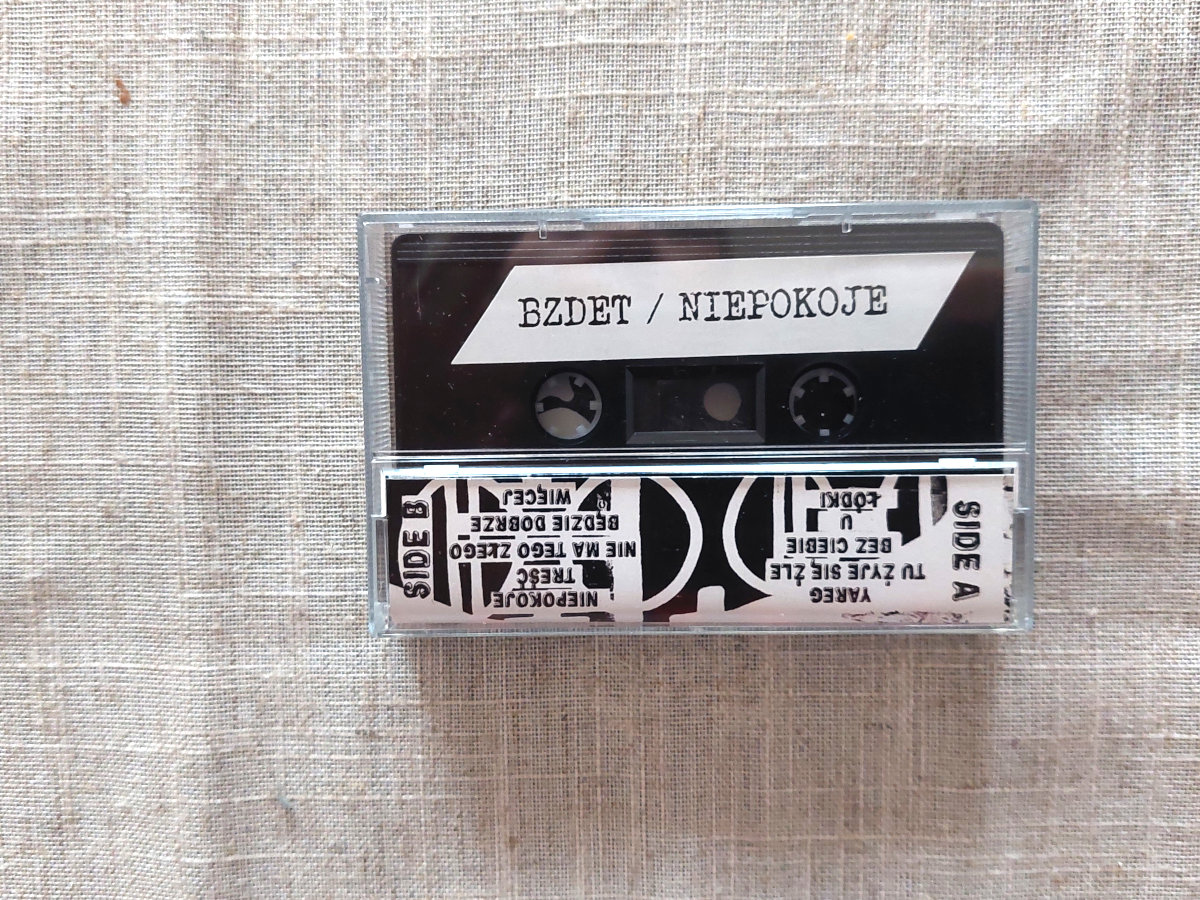 BZDET / NIEPOKOJE
SIDE A
YAREG
TU ŻYJE SIĘ ŹLE
BEZ CIEBIE
U
ŁÓDKI
SIDE B
NIEPOKOJE
TREŚĆ
NIE MA TEGO ZŁEGO
BĘDZIE DOBRZE
WIĘCEJ